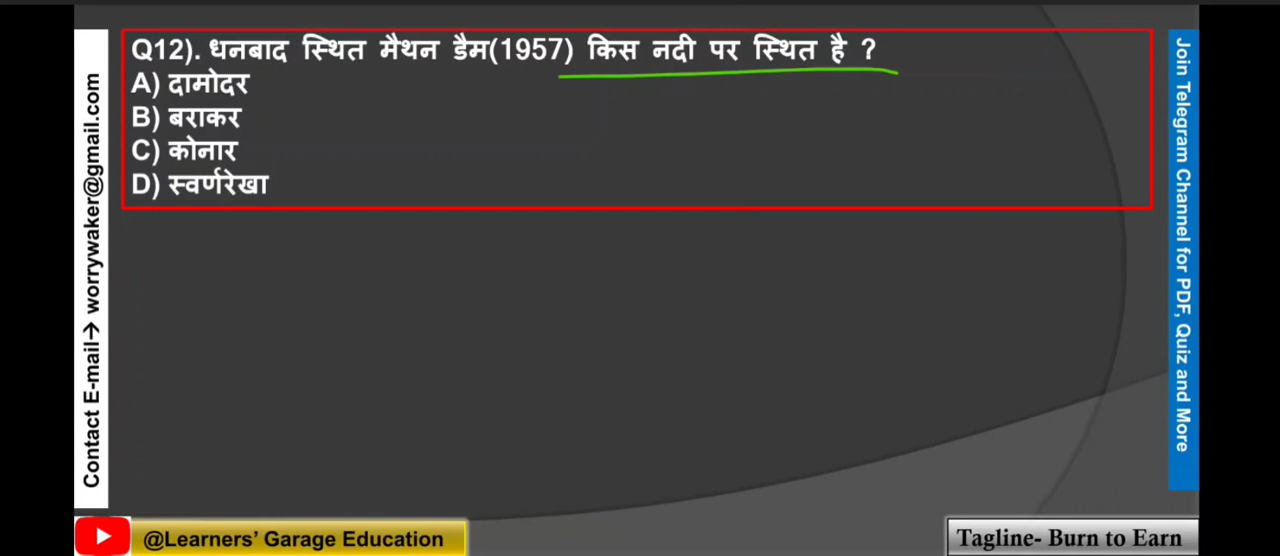 Q12). धनबाद स्थित मैथन डैम(1957) किस नदी पर स्थित है ?
A) दामोदर
B) बराकर
C) कोनार
D) स्वर्णरेखा
Contact E-mail→ worrywaker@gmail.com
Join Telegram Channel for PDF, Quiz and More
@Learners’ Garage Education
Tagline- Burn to Earn